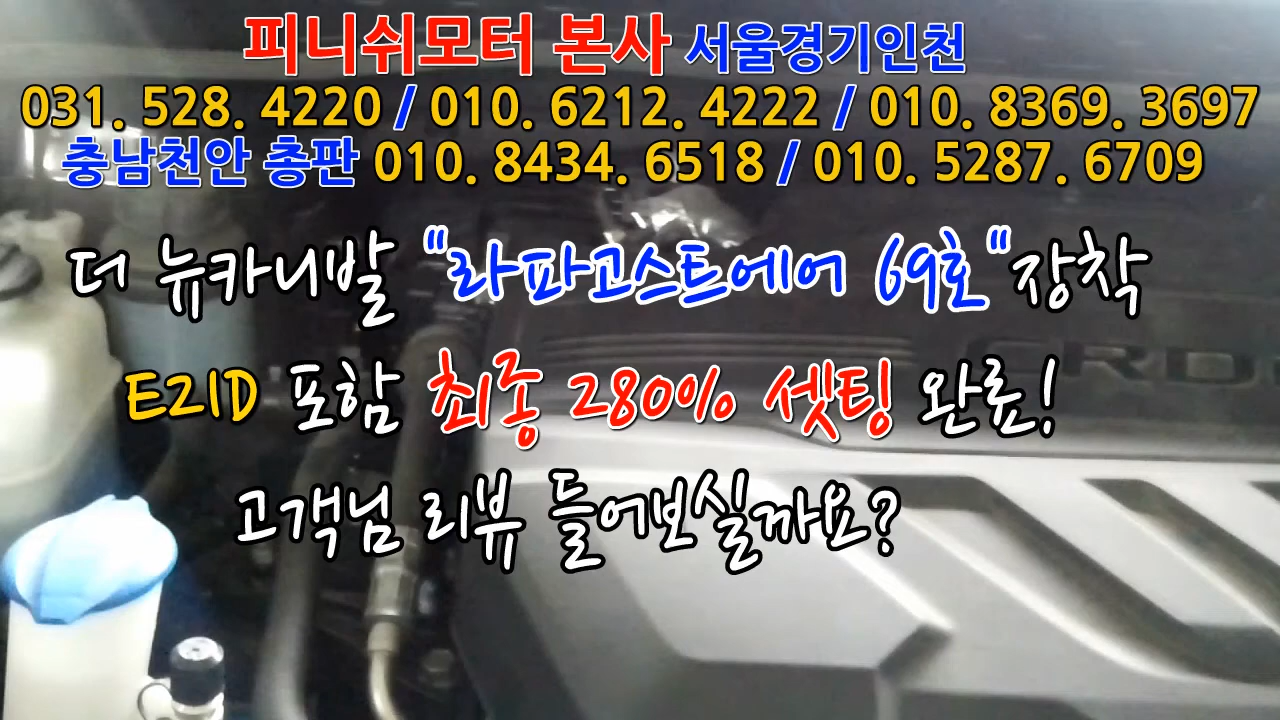 피니쉬모터 본사 서울경기인천
031. 528. 4220 / 010. 6212. 4222 / 010. 8369. 3697
충남천안 총판 010. 8434. 6518 / 010. 5287. 6709
더 뉴카니발 "라파고스트에어 69호"장착
E21D 포함 최종 280% 셋팅 완료!
CRDi
고객님 리뷰 들어보실까요?